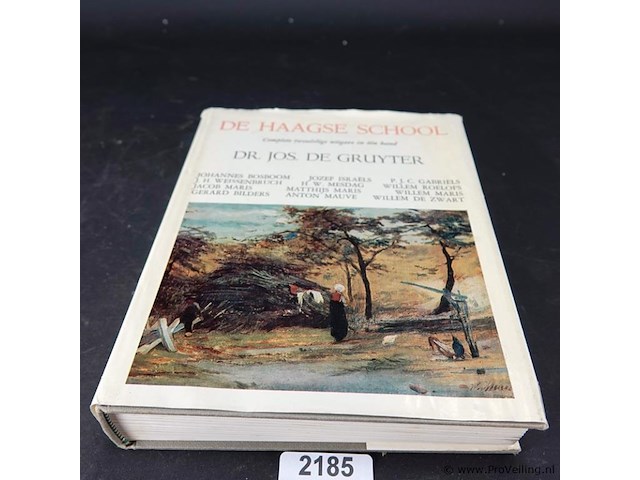 DE HAAGSE SCHOOL
Complete tweedelige uitgave in één band
DR. JOS. DE GRUYTER
JOHANNES BOSBOOM JOZEF ISRAËLS P. J. C. GABRIËLS
J. H. WEISSENBRUCH H. W. MESDAG WILLEM ROELOFS
JACOB MARIS MATTHIJS MARIS WILLEM MARIS
GERARD BILDERS ANTON MAUVE WILLEM DE ZWART
2185
© www.ProVeiling.nl